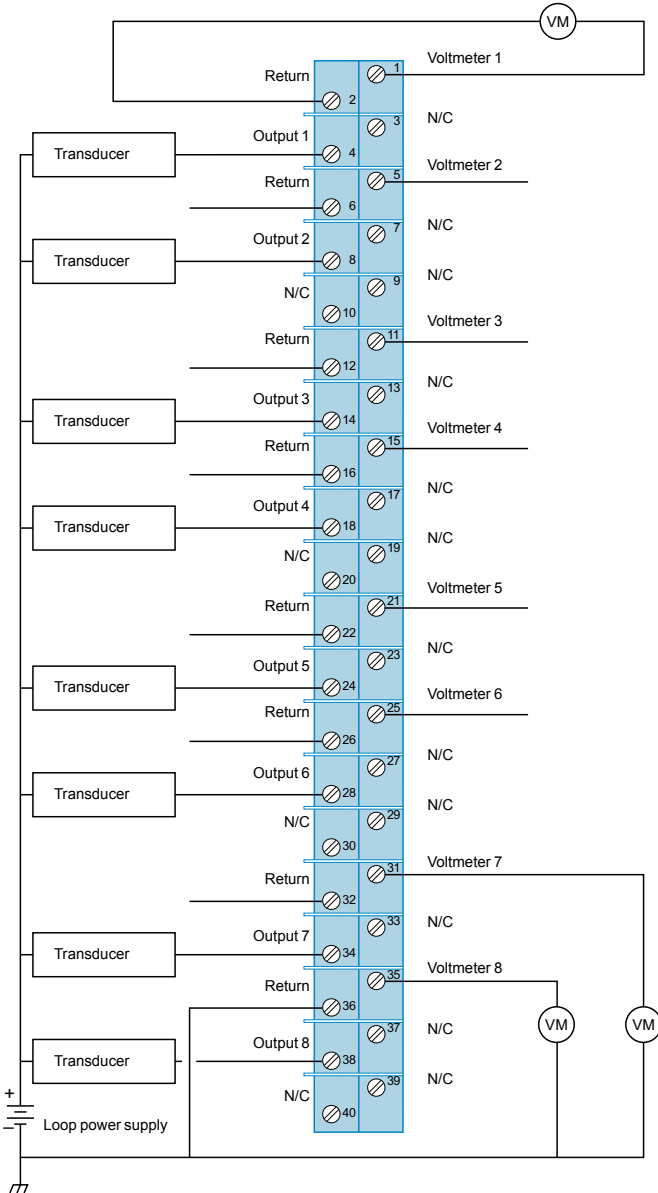 VM
Voltmeter 1
1
Return
2
N/C
3
Output 1
Transducer
4
Voltmeter 2
5
Return
6
N/C
7
Output 2
Transducer
8
N/C
9
N/C
10
Voltmeter 3
11
Return
12
N/C
13
Output 3
Transducer
14
Voltmeter 4
15
Return
16
N/C
17
Output 4
Transducer
18
N/C
19
N/C
20
Voltmeter 5
21
Return
22
N/C
23
Output 5
Transducer
24
Voltmeter 6
25
Return
26
N/C
27
Output 6
Transducer
28
N/C
29
N/C
30
Voltmeter 7
31
Return
32
N/C
33
Output 7
Transducer
34
Voltmeter 8
35
Return
36
VM
VM
N/C
37
Output 8
Transducer
38
N/C
39
N/C
40
+
–
Loop power supply